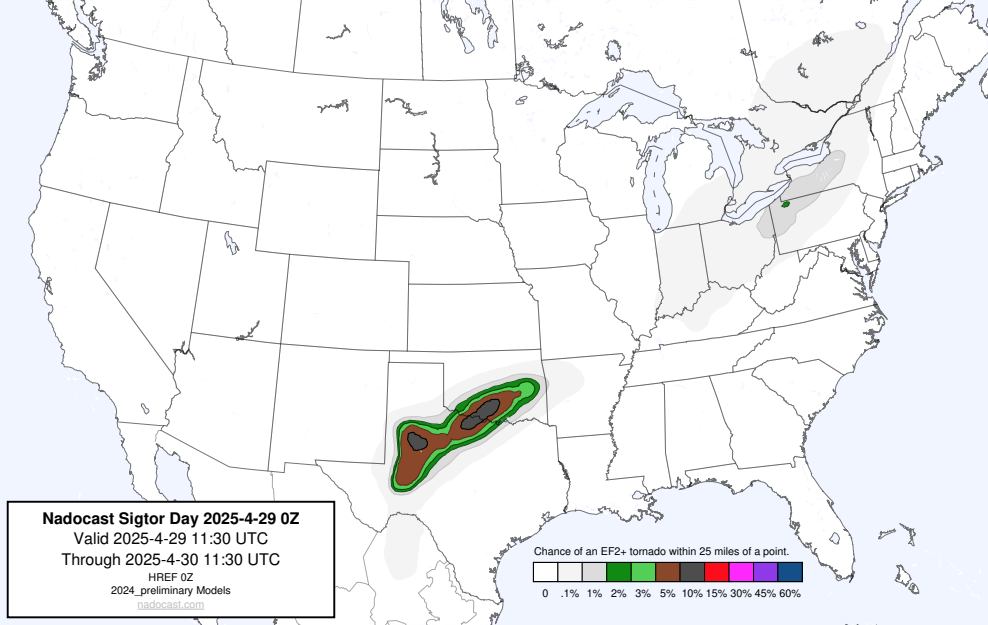 Nadocast Sigtor Day 2025-4-29 0Z
Valid 2025-4-29 11:30 UTC
Through 2025-4-30 11:30 UTC
HREF 0Z
2024_preliminary Models
nadocast.com
Chance of an EF2+ tornado within 25 miles of a point.
0 .1% 1% 2% 3% 5% 10% 15% 30% 45% 60%